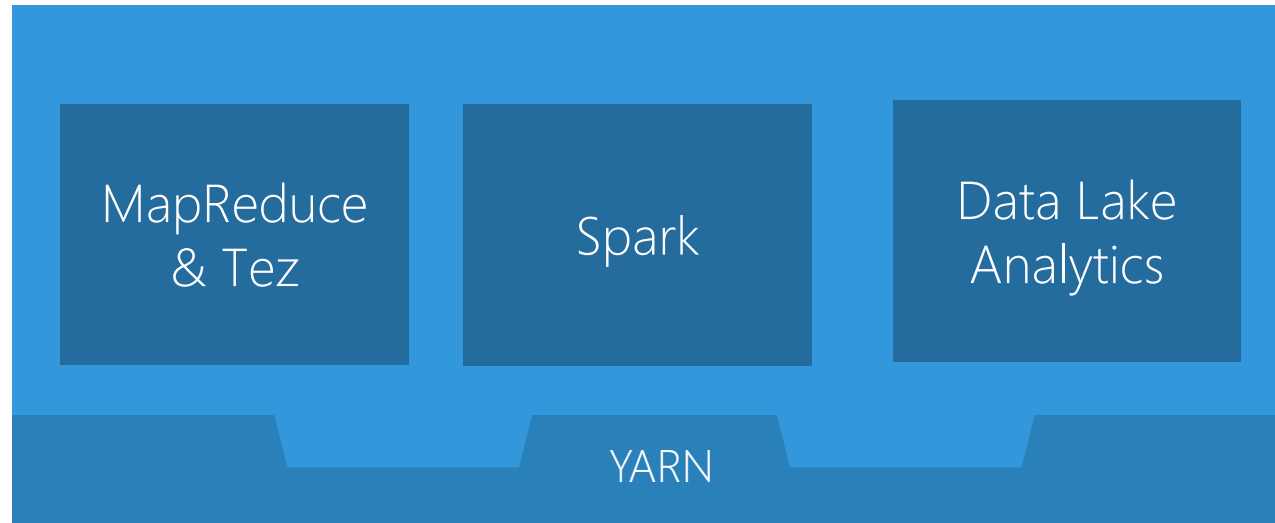 MapReduce
& Tez
Spark
Data Lake
Analytics
YARN